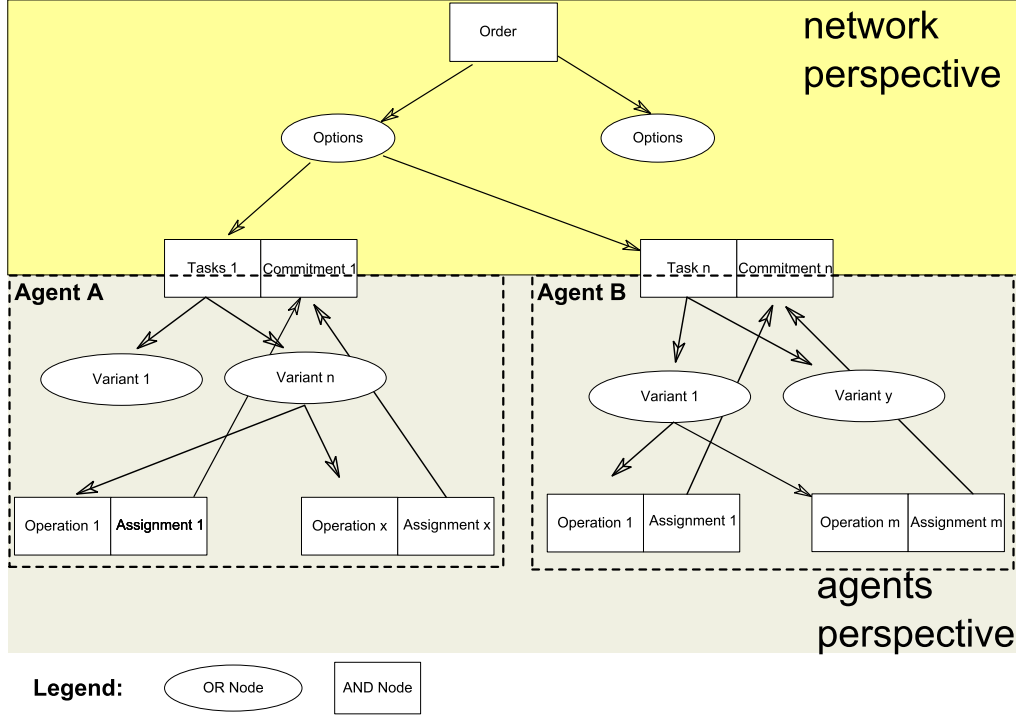 network
perspective
Order
Options
Options
Tasks 1
Commitment 1
Task n
Commitment n
Agent A
Agent B
Variant 1
Variant n
Variant 1
Variant y
Operation 1
Assignment 1
Operation x
Assignment x
Operation 1
Assignment 1
Operation m
Assignment m
agents
perspective
Legend:
OR Node
AND Node